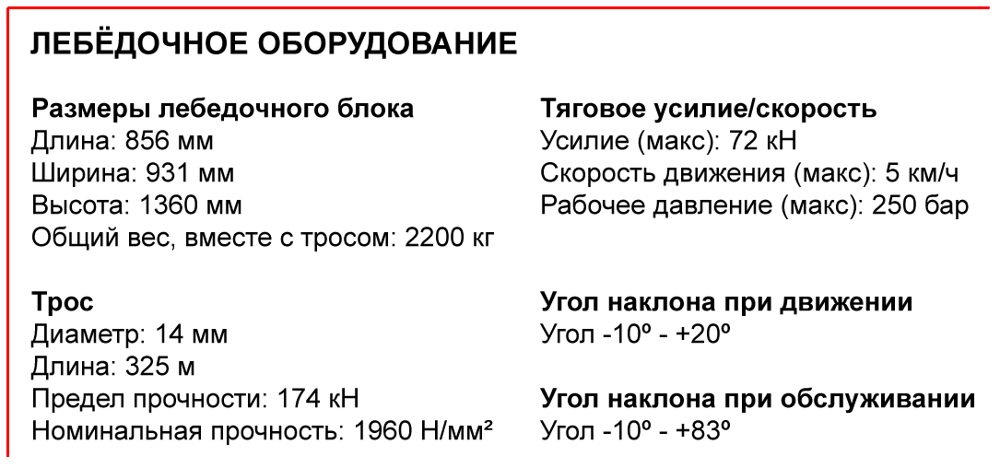 ЛЕБЁДОЧНОЕ ОБОРУДОВАНИЕ
Размеры лебедочного блока
Длина: 856 мм
Ширина: 931 мм
Высота: 1360 мм
Общий вес, вместе с тросом: 2200 кг
Трос
Диаметр: 14 мм
Длина: 325 м
Предел прочности: 174 кН
Номинальная прочность: 1960 Н/мм²
Тяговое усилие/скорость
Усилие (макс): 72 кН
Скорость движения (макс): 5 км/ч
Рабочее давление (макс): 250 бар
Угол наклона при движении
Угол -10º - +20º
Угол наклона при обслуживании
Угол -10º - +83º